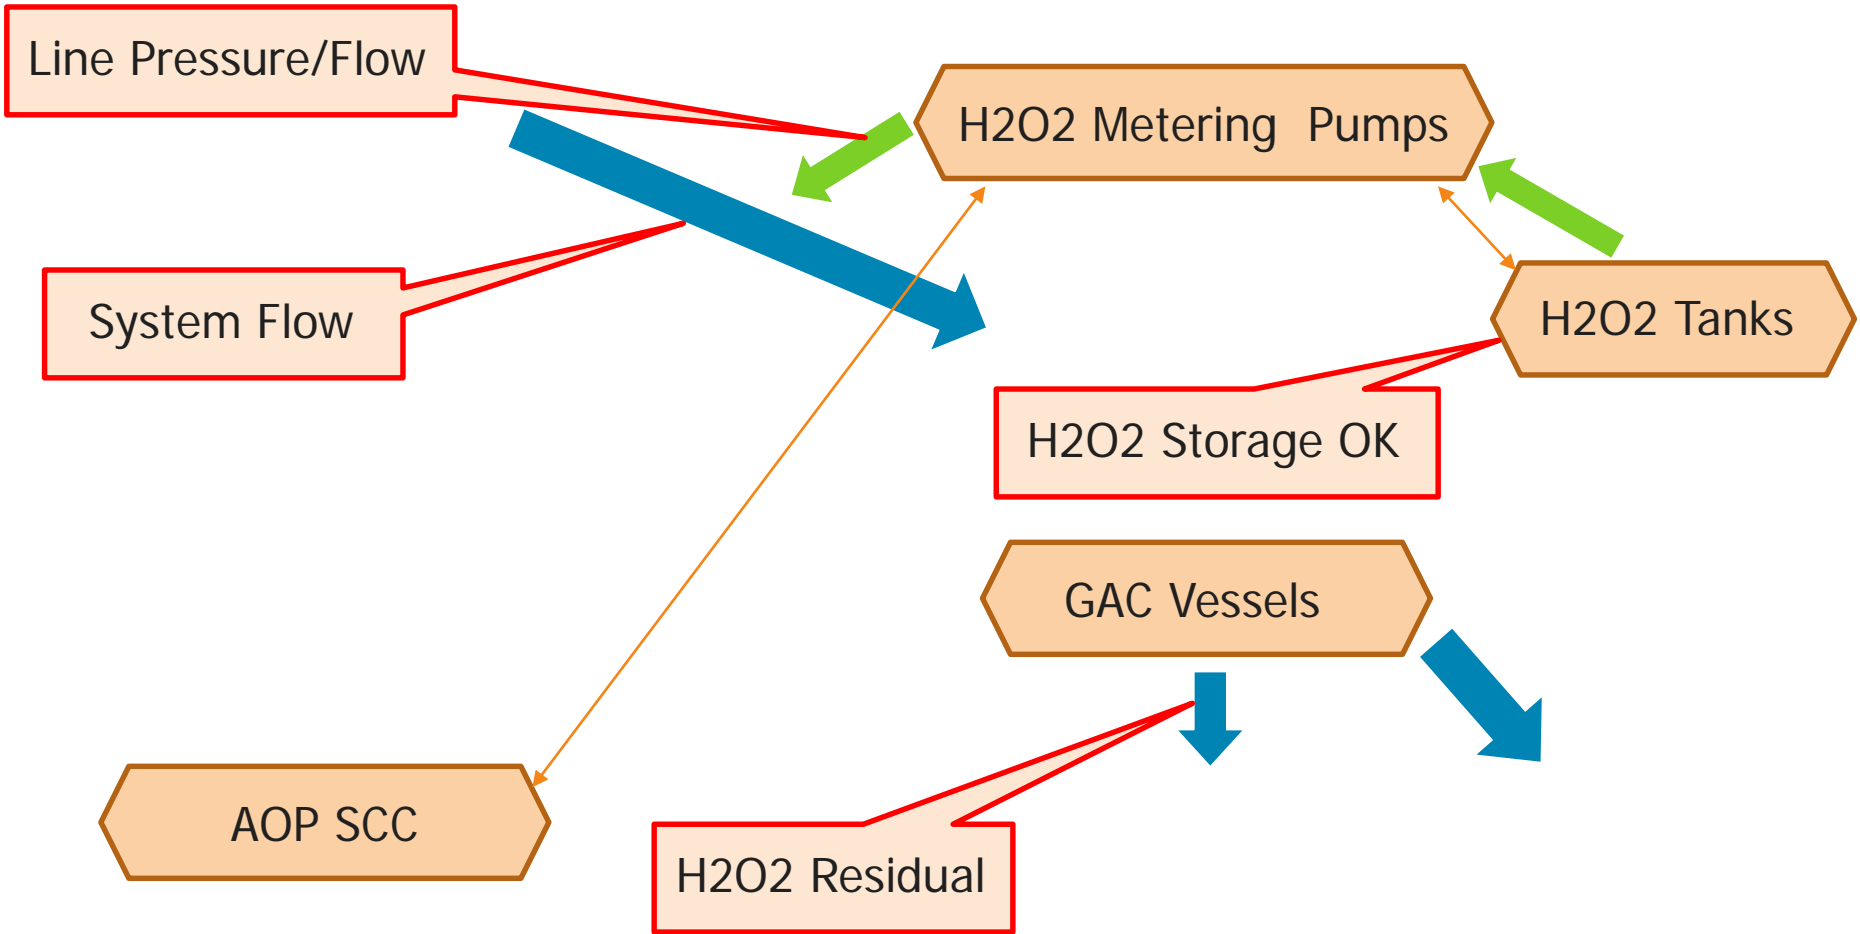 Line Pressure/Flow
H2O2 Metering Pumps
System Flow
H2O2 Tanks
H2O2 Storage OK
GAC Vessels
AOP SCC
H2O2 Residual